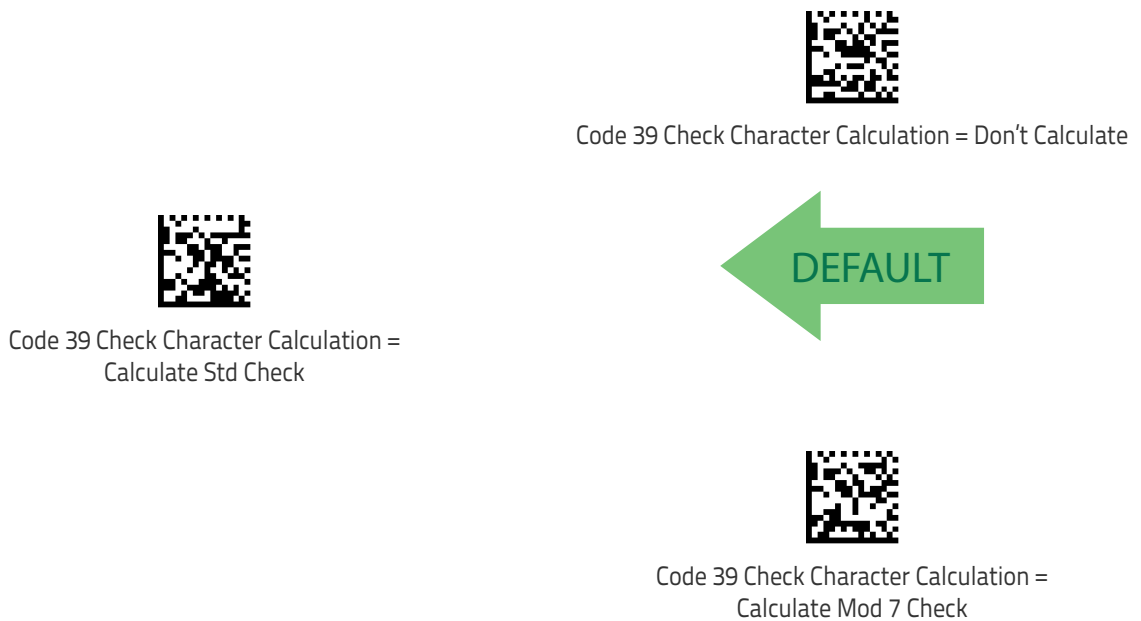 Code 39 Check Character Calculation = Don't Calculate
DEFAULT
Code 39 Check Character Calculation =
Calculate Std Check
Code 39 Check Character Calculation =
Calculate Mod 7 Check